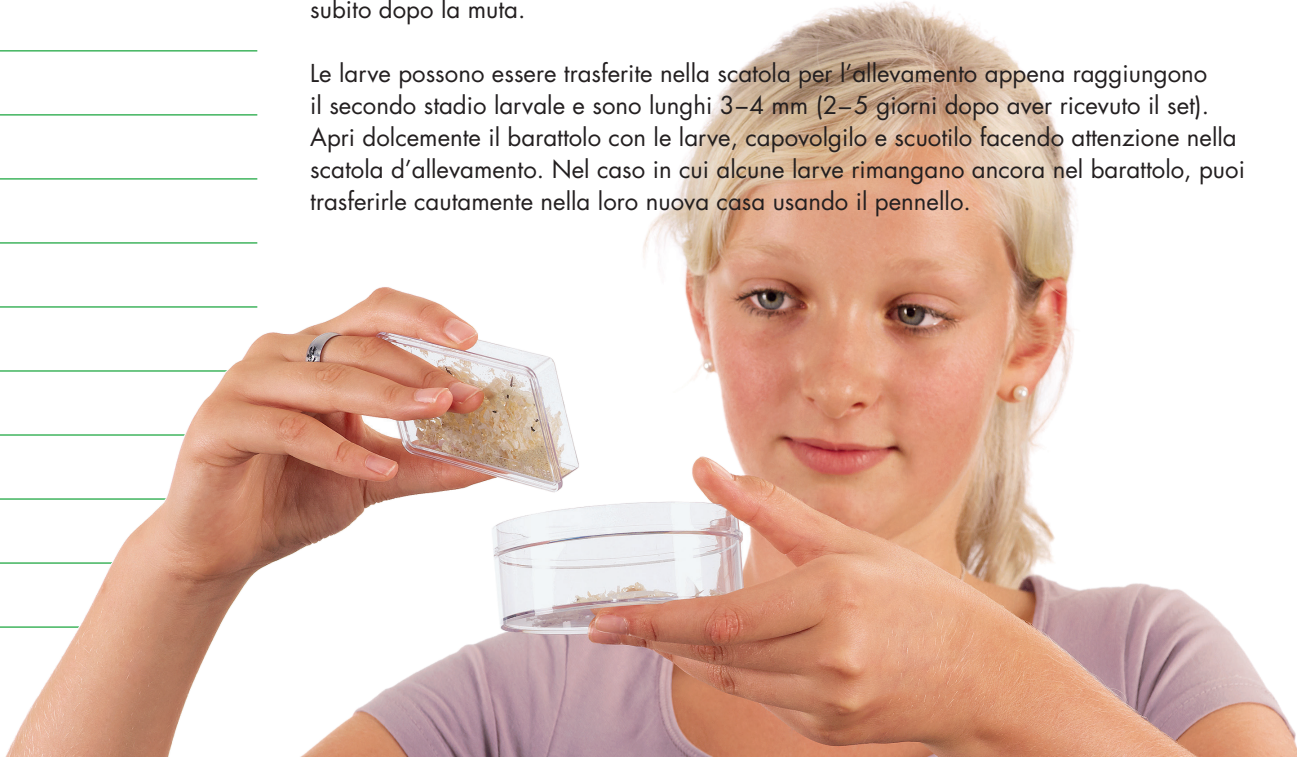 subito dopo la muta.
Le larve possono essere trasferite nella scatola per l'allevamento appena raggiungono
il secondo stadio larvale e sono lunghi 3–4 mm (2–5 giorni dopo aver ricevuto il set).
Apri dolcemente il barattolo con le larve, capovolgilo e scuotilo facendo attenzione nella
scatola d'allevamento. Nel caso in cui alcune larve rimangano ancora nel barattolo, puoi
trasferirle cautamente nella loro nuova casa usando il pennello.